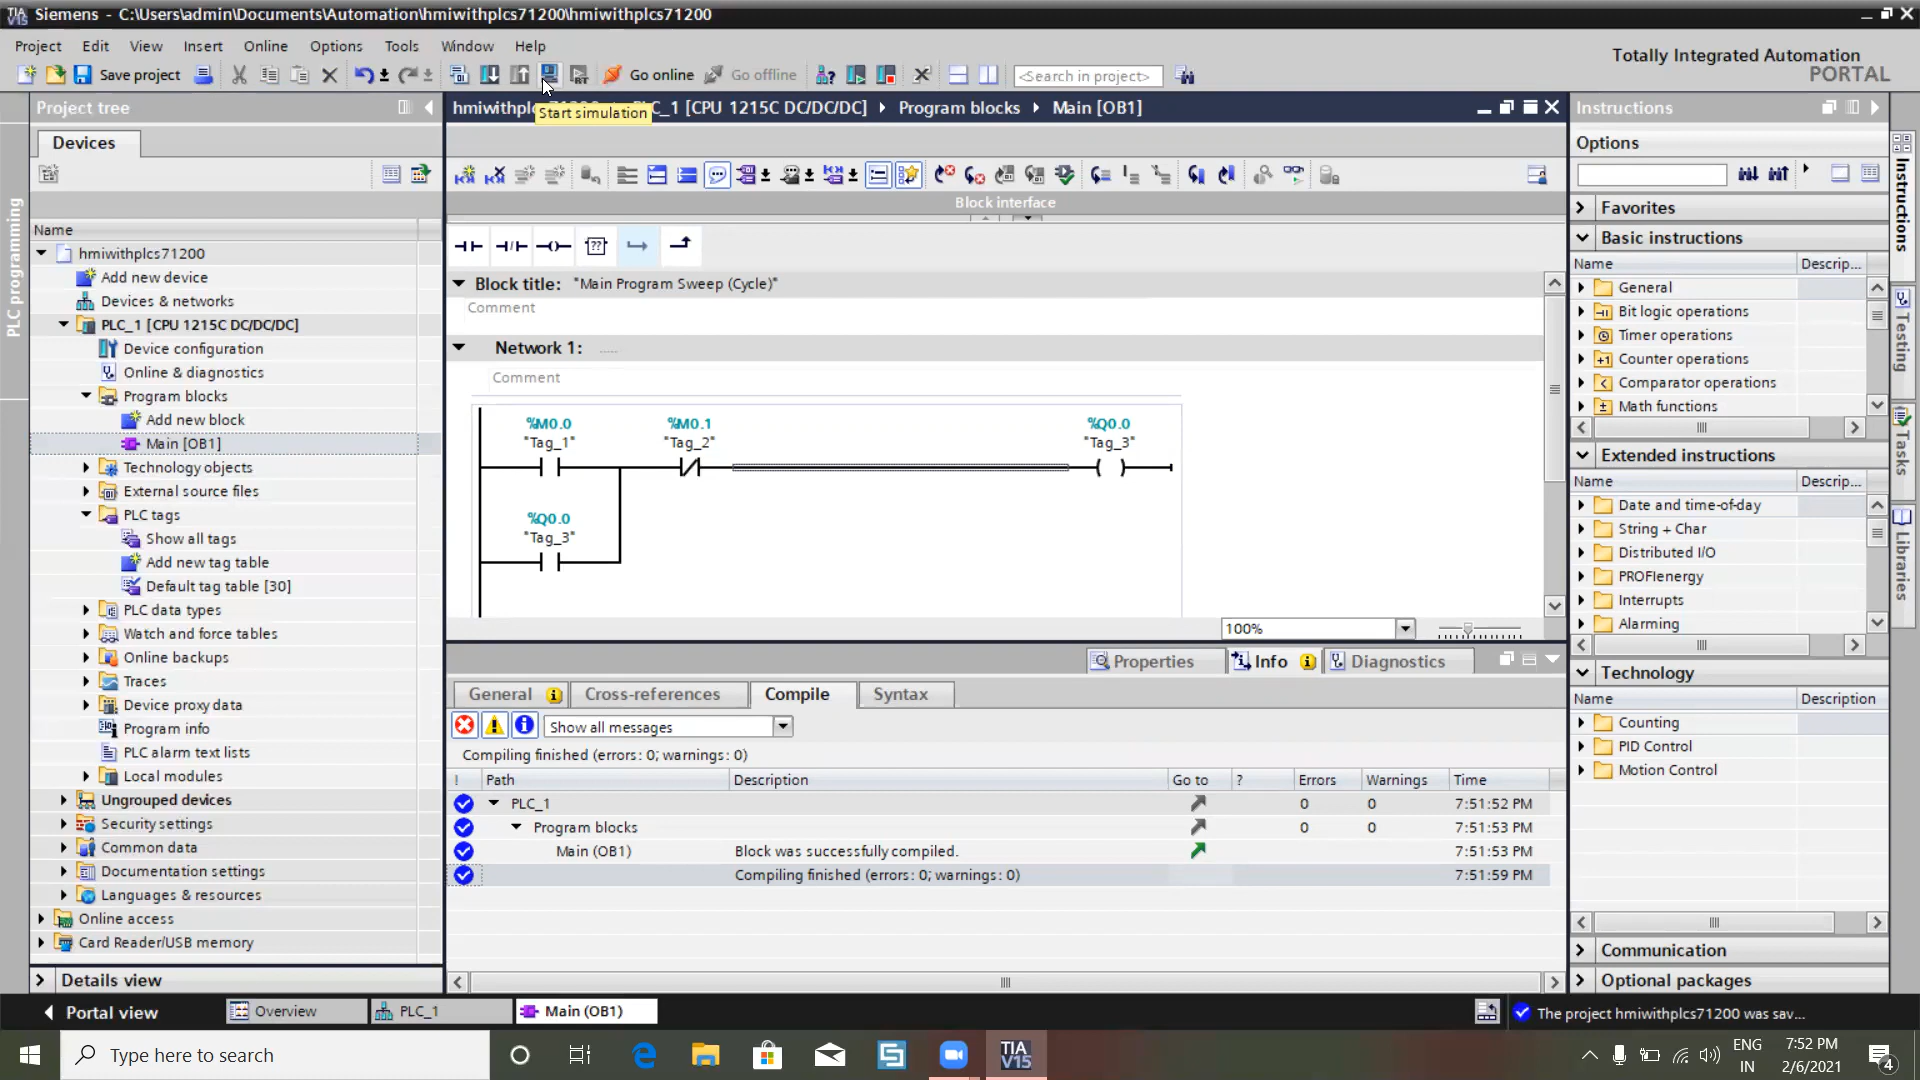 Siemens - C:\Users\admin\Documents\Automation\hmiwithplcs71200\hmiwithplcs71200
Project Edit View Insert Online Options Tools Window Help
Totally Integrated Automation
PORTAL
Save project Go online Go offline <Search in project>
Start simulation
Project tree
hmiwithplc PLC_1 [CPU 1215C DC/DC/DC] Program blocks Main [OB1]
Instructions
Devices
Options
Block interface
Name
hmiwithplcs71200
Add new device
Devices & networks
PLC_1 [CPU 1215C DC/DC/DC]
Device configuration
Online & diagnostics
Program blocks
Add new block
Main [OB1]
Technology objects
External source files
PLC tags
Show all tags
Add new tag table
Default tag table [30]
PLC data types
Watch and force tables
Online backups
Traces
Device proxy data
Program info
PLC alarm text lists
Local modules
Ungrouped devices
Security settings
Common data
Documentation settings
Languages & resources
Online access
Card Reader/USB memory
Details view
PLC programming
??
Block title: "Main Program Sweep (Cycle)"
Comment
Network 1: .....
Comment
%M0.0
"Tag_1"
%M0.1
"Tag_2"
%Q0.0
"Tag_3"
%Q0.0
"Tag_3"
100%
Properties Info Diagnostics
General Cross-references Compile Syntax
Show all messages
Compiling finished (errors: 0; warnings: 0)
! Path Description Go to ? Errors Warnings Time
PLC_1 0 0 7:51:52 PM
Program blocks 0 0 7:51:53 PM
Main (OB1) Block was successfully compiled. 7:51:53 PM
Compiling finished (errors: 0; warnings: 0) 7:51:59 PM
Favorites
Basic instructions
Name Descrip...
General
Bit logic operations
Timer operations
Counter operations
Comparator operations
Math functions
Extended instructions
Name Descrip...
Date and time-of-day
String + Char
Distributed I/O
PROFIenergy
Interrupts
Alarming
Technology
Name Description
Counting
PID Control
Motion Control
Communication
Optional packages
Instructions
Testing
Tasks
Libraries
Portal view Overview PLC_1 Main (OB1)
The project hmiwithplcs71200 was sav...
Type here to search
TIA
V15
ENG
IN
7:52 PM
2/6/2021
4